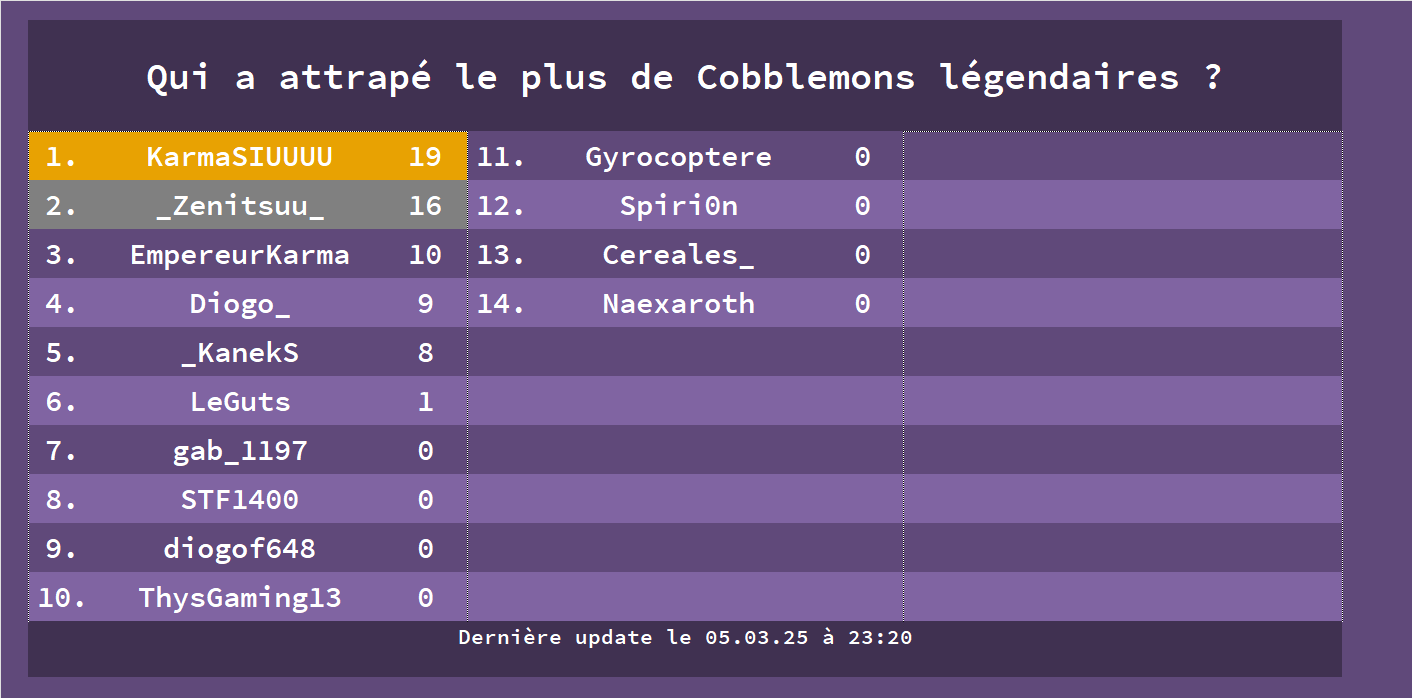 Qui a attrapé le plus de Cobblemons légendaires ?
1. KarmaSIUUUU 19
2. _Zenitsuu_ 16
3. EmpereurKarma 10
4. Diogo_ 9
5. _KanekS 8
6. LeGuts 1
7. gab_1197 0
8. STF1400 0
9. diogof648 0
10. ThysGaming13 0
11. Gyrocoptere 0
12. Spiri0n 0
13. Cereales_ 0
14. Naexaroth 0
Dernière update le 05.03.25 à 23:20